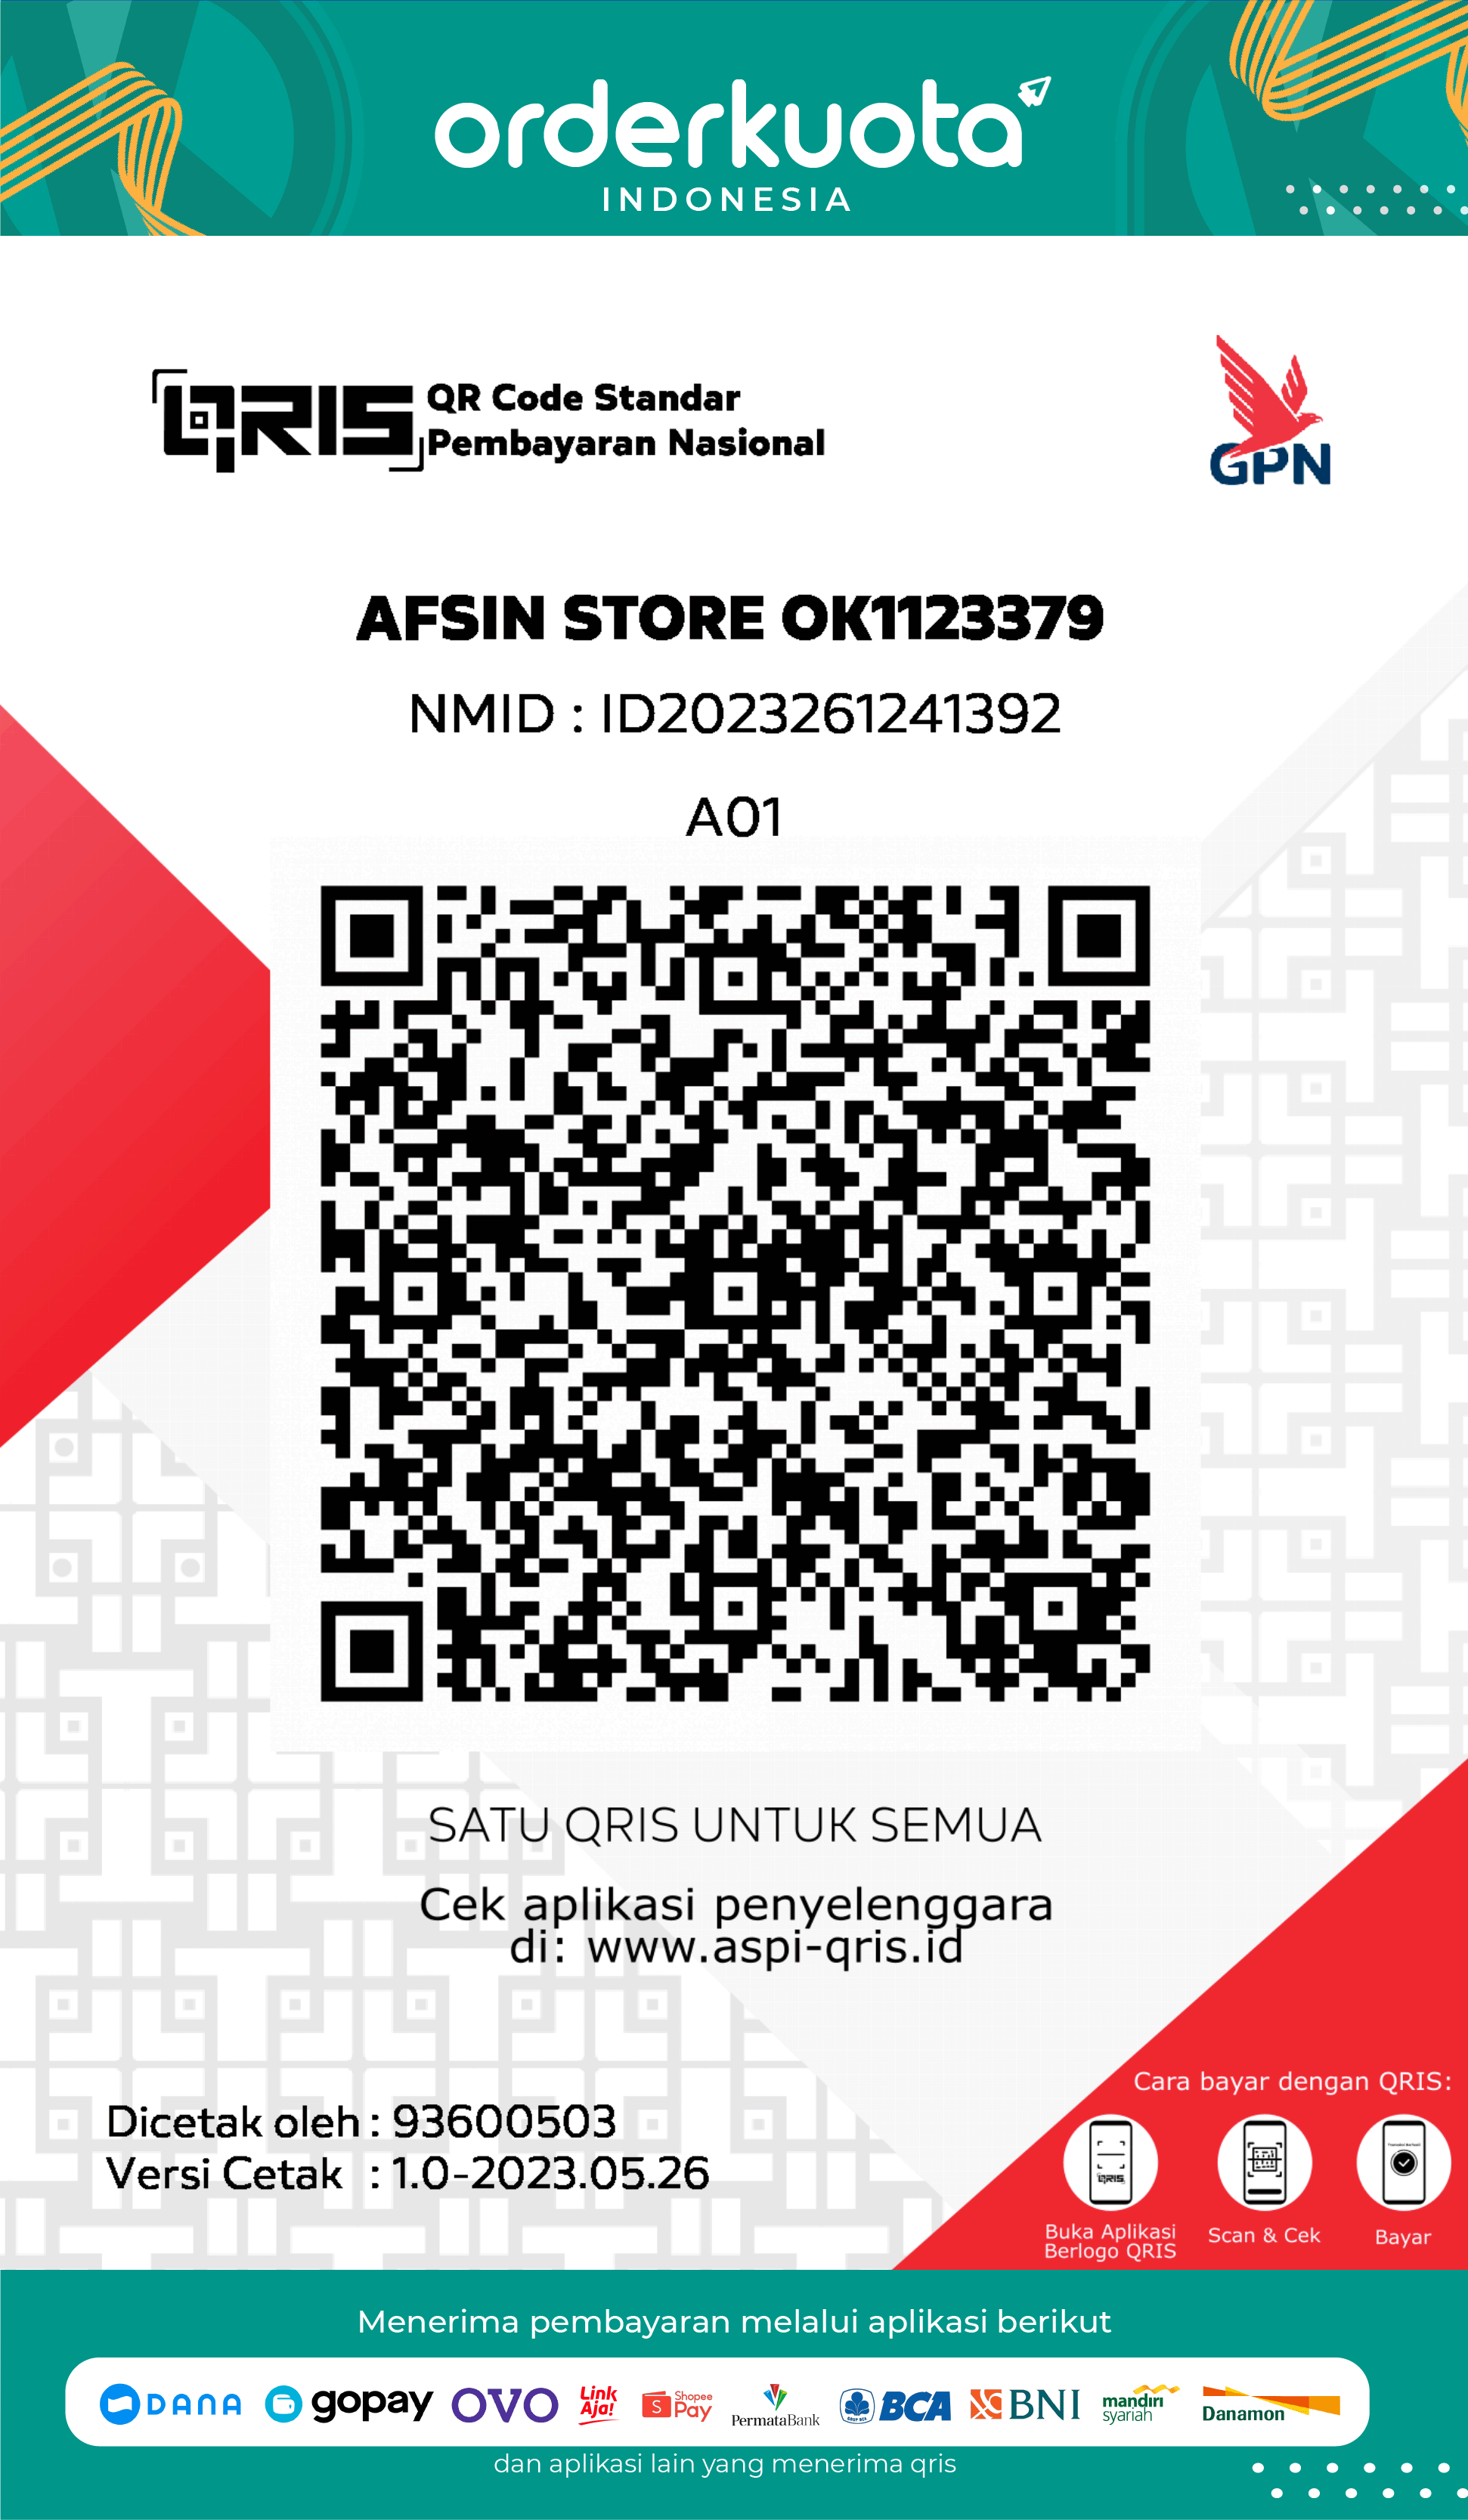 orderkuota
INDONESIA
QRIS
QR Code Standar
Pembayaran Nasional
GPN
AFSIN STORE OK1123379
NMID : ID2023261241392
A01
SATU QRIS UNTUK SEMUA
Cek aplikasi penyelenggara
di: www.aspi-qris.id
Dicetak oleh : 93600503
Versi Cetak : 1.0-2023.05.26
Cara bayar dengan QRIS:
QRIS
Buka Aplikasi
Berlogo QRIS
Scan & Cek
Bayar
Menerima pembayaran melalui aplikasi berikut
DANA
gopay
OVO
Link
Aja!
S
Shopee
Pay
PermataBank
BCA
BNI
mandiri
syariah
Danamon
dan aplikasi lain yang menerima qris